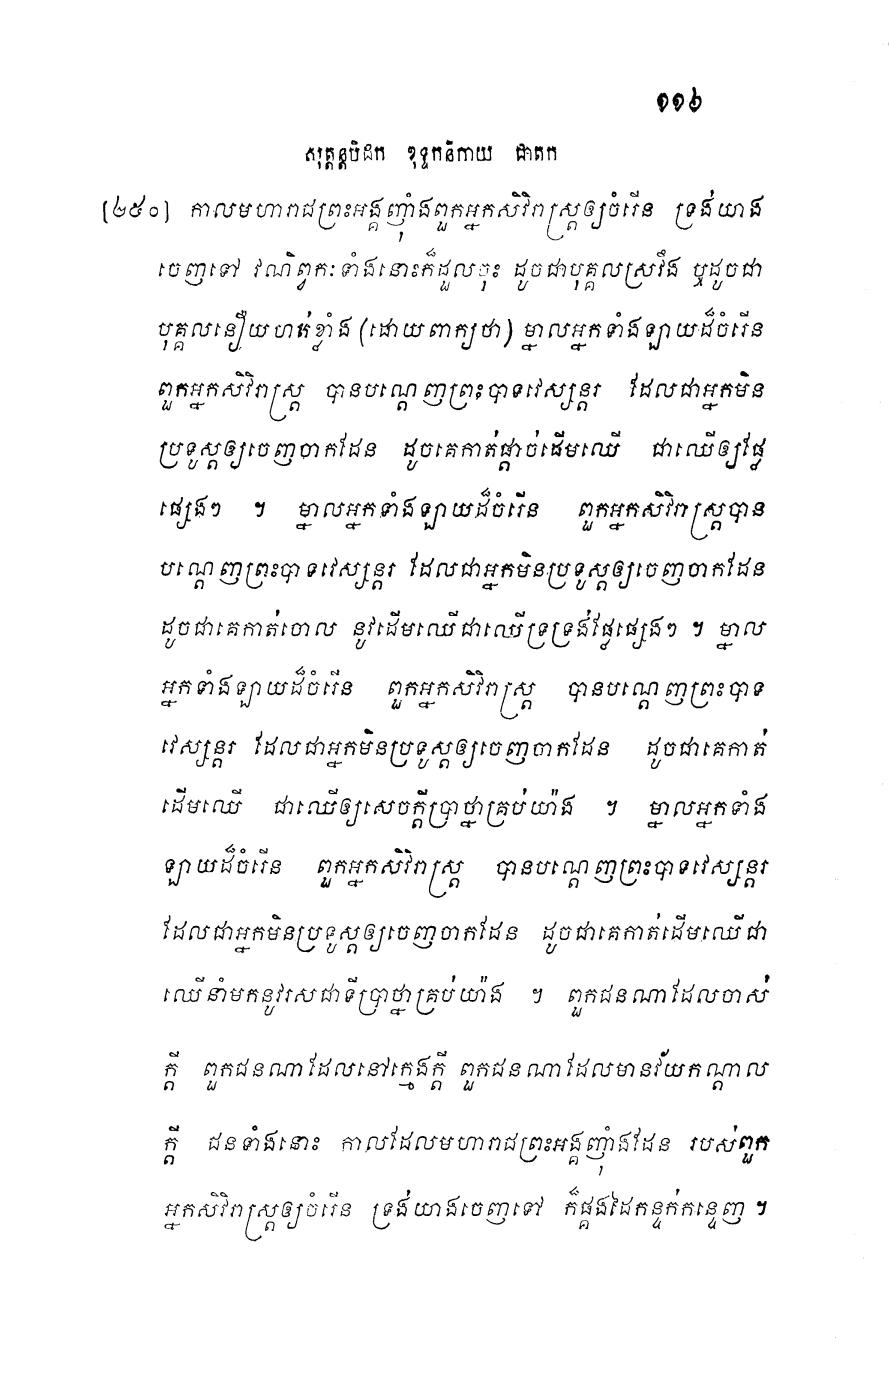 ១១៦
សុត្តន្តបិដក ខុទ្ទកនិកាយ ជាតក
[២៥០] កាលមហារាជព្រះអង្គញ៉ាំងពួកអ្នកសិវិរាស្ត្រឲ្យចំរើន ទ្រង់យាង
ចេញទៅ វណិព្វកៈទាំងនោះក៏ដួលចុះ ដូចជាបុគ្គលស្រវឹង ឬដូចជា
បុគ្គលនឿយហត់ខ្លាំង (ដោយពាក្យថា) ម្នាលអ្នកទាំងឡាយដ៏ចំរើន
ពួកអ្នកសិវិរាស្ត្រ បានបណ្តេញព្រះបាទវេស្សន្តរ ដែលជាអ្នកមិន
ប្រទូស្តឲ្យចេញចាកដែន ដូចគេកាត់ផ្តាច់ដើមឈើ ជាឈើឲ្យផ្លែ
ផ្សេងៗ ។ ម្នាលអ្នកទាំងឡាយដ៏ចំរើន ពួកអ្នកសិវិរាស្ត្របាន
បណ្តេញព្រះបាទវេស្សន្តរ ដែលជាអ្នកមិនប្រទូស្តឲ្យចេញចាកដែន
ដូចជាគេកាត់ចោល នូវដើមឈើជាឈើទ្រទ្រង់ផ្លែផ្សេងៗ ។ ម្នាល
អ្នកទាំងឡាយដ៏ចំរើន ពួកអ្នកសិវិរាស្ត្រ បានបណ្តេញព្រះបាទ
វេស្សន្តរ ដែលជាអ្នកមិនប្រទូស្តឲ្យចេញចាកដែន ដូចជាគេកាត់
ដើមឈើ ជាឈើឲ្យសេចក្តីប្រាថ្នាគ្រប់យ៉ាង ។ ម្នាលអ្នកទាំង
ឡាយដ៏ចំរើន ពួកអ្នកសិវិរាស្ត្រ បានបណ្តេញព្រះបាទវេស្សន្តរ
ដែលជាអ្នកមិនប្រទូស្តឲ្យចេញចាកដែន ដូចជាគេកាត់ដើមឈើជា
ឈើនាំមកនូវរសជាទីប្រាថ្នាគ្រប់យ៉ាង ។ ពួកជនណាដែលចាស់
ក្តី ពួកជនណាដែលនៅក្មេងក្តី ពួកជនណាដែលមានវ័យកណ្តាល
ក្តី ជនទាំងនោះ កាលដែលមហារាជព្រះអង្គញ៉ាំងដែន របស់ពួក
អ្នកសិវិរាស្ត្រឲ្យចំរើន ទ្រង់យាងចេញទៅ ក៏ផ្គងដៃកន្ទក់កន្ទេញ ។